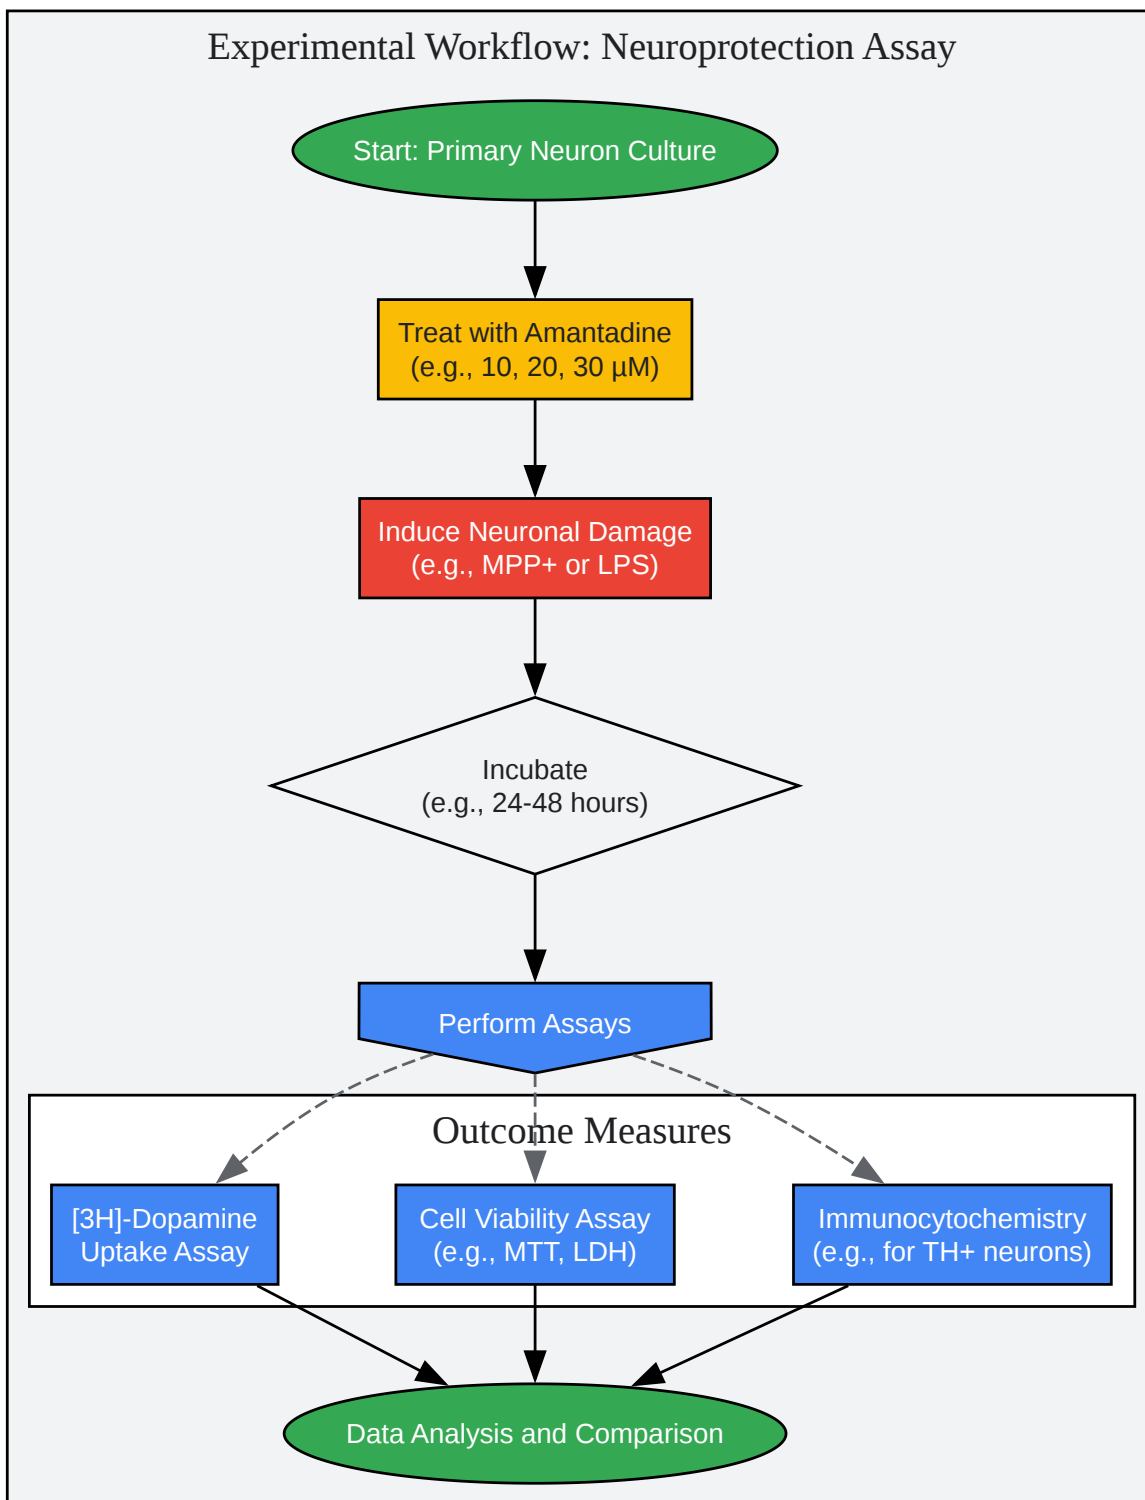 Experimental Workflow: Neuroprotection Assay
Start: Primary Neuron Culture
Treat with Amantadine
(e.g., 10, 20, 30 µM)
Induce Neuronal Damage
(e.g., MPP+ or LPS)
Incubate
(e.g., 24-48 hours)
Perform Assays
Outcome Measures
[3H]-Dopamine
Uptake Assay
Cell Viability Assay
(e.g., MTT, LDH)
Immunocytochemistry
(e.g., for TH+ neurons)
Data Analysis and Comparison